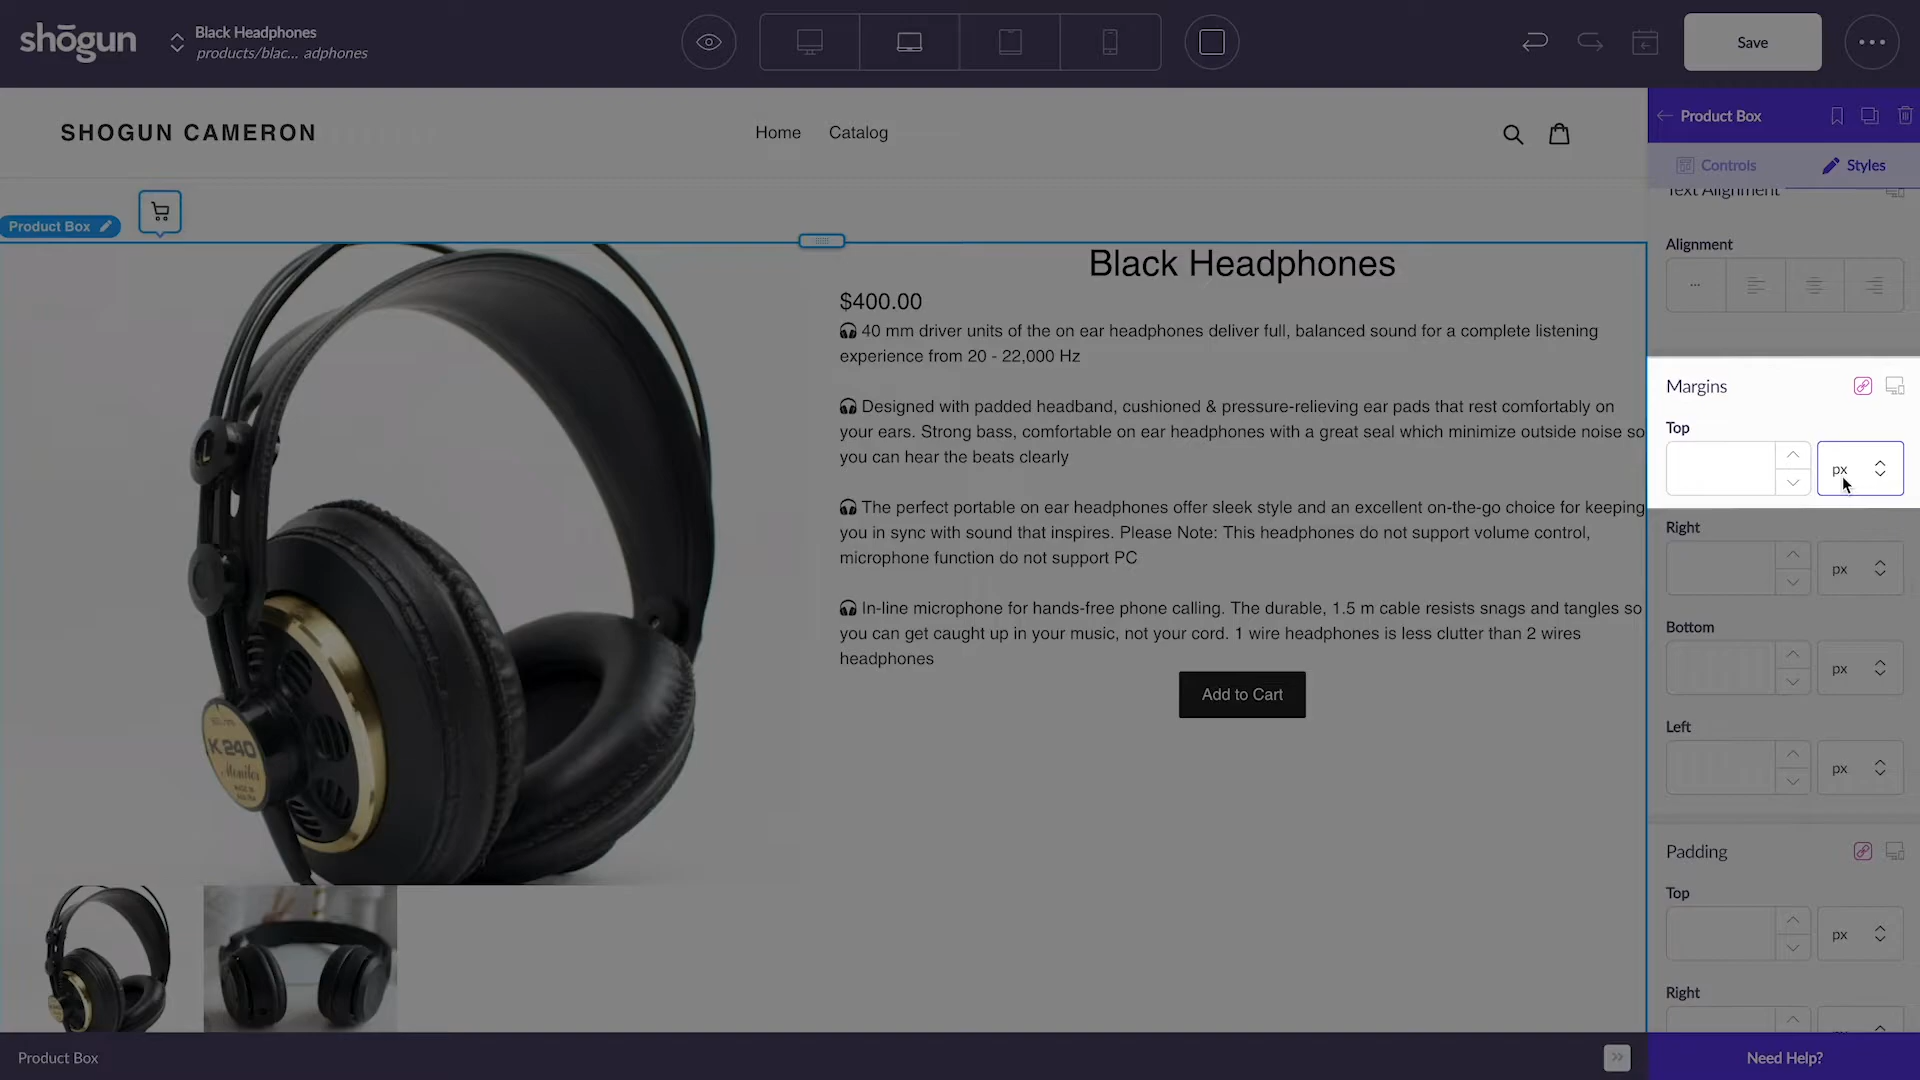 shōgun
Black Headphones
products/blac... adphones
Save
SHOGUN CAMERON
Home
Catalog
Product Box
Controls
Styles
Product Box
Text Alignment
Alignment
Black Headphones
$400.00
🎧 40 mm driver units of the on ear headphones deliver full, balanced sound for a complete listening
experience from 20 - 22,000 Hz
🎧 Designed with padded headband, cushioned & pressure-relieving ear pads that rest comfortably on
your ears. Strong bass, comfortable on ear headphones with a great seal which minimize outside noise so
you can hear the beats clearly
🎧 The perfect portable on ear headphones offer sleek style and an excellent on-the-go choice for keeping
you in sync with sound that inspires. Please Note: This headphones do not support volume control,
microphone function do not support PC
🎧 In-line microphone for hands-free phone calling. The durable, 1.5 m cable resists snags and tangles so
you can get caught up in your music, not your cord. 1 wire headphones is less clutter than 2 wires
headphones
Add to Cart
K 240
Monitor
Margins
Top
px
Right
px
Bottom
px
Left
px
Padding
Top
px
Right
Product Box
Need Help?